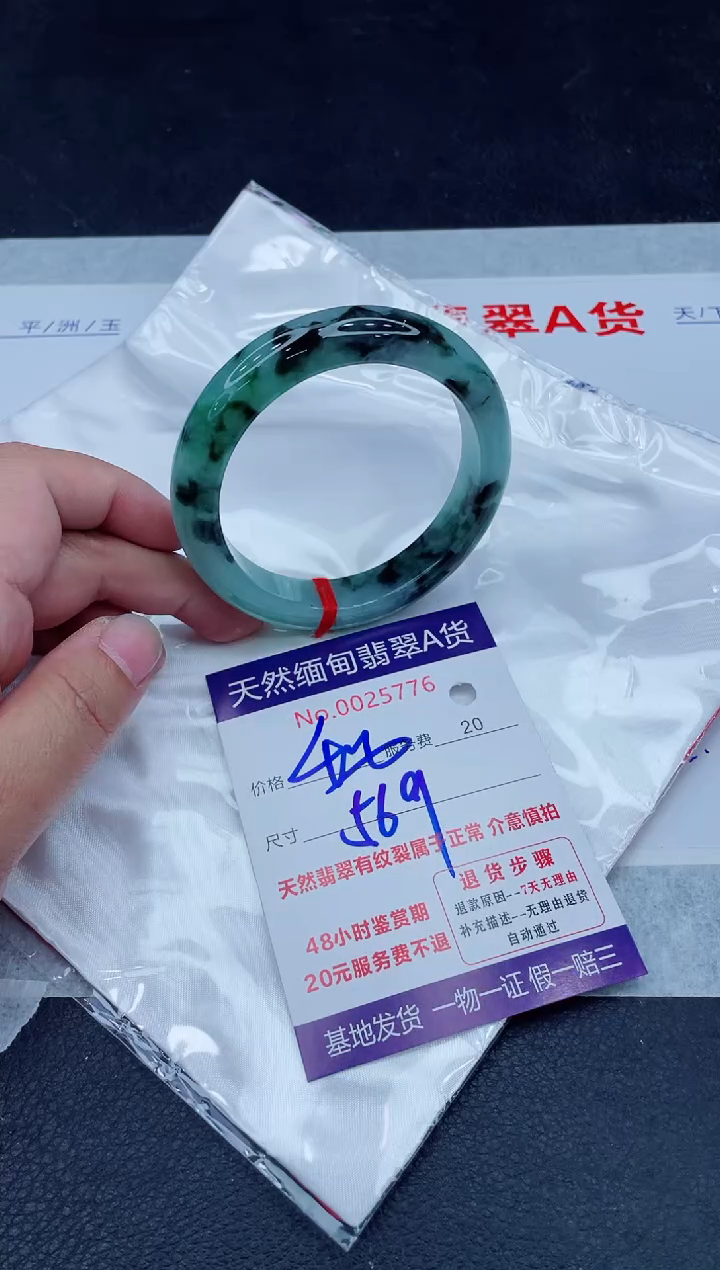 平/洲/玉
翡翠A货
天/下
天然缅甸翡翠A货
No.0025776
价格
服务费 20
尺寸 569
天然翡翠有纹裂属于正常 介意慎拍
48小时鉴赏期
20元服务费不退
退货步骤
退款原因--7天无理由
补充描述--无理由退货
自动通过
基地发货 一物一证 假一赔三